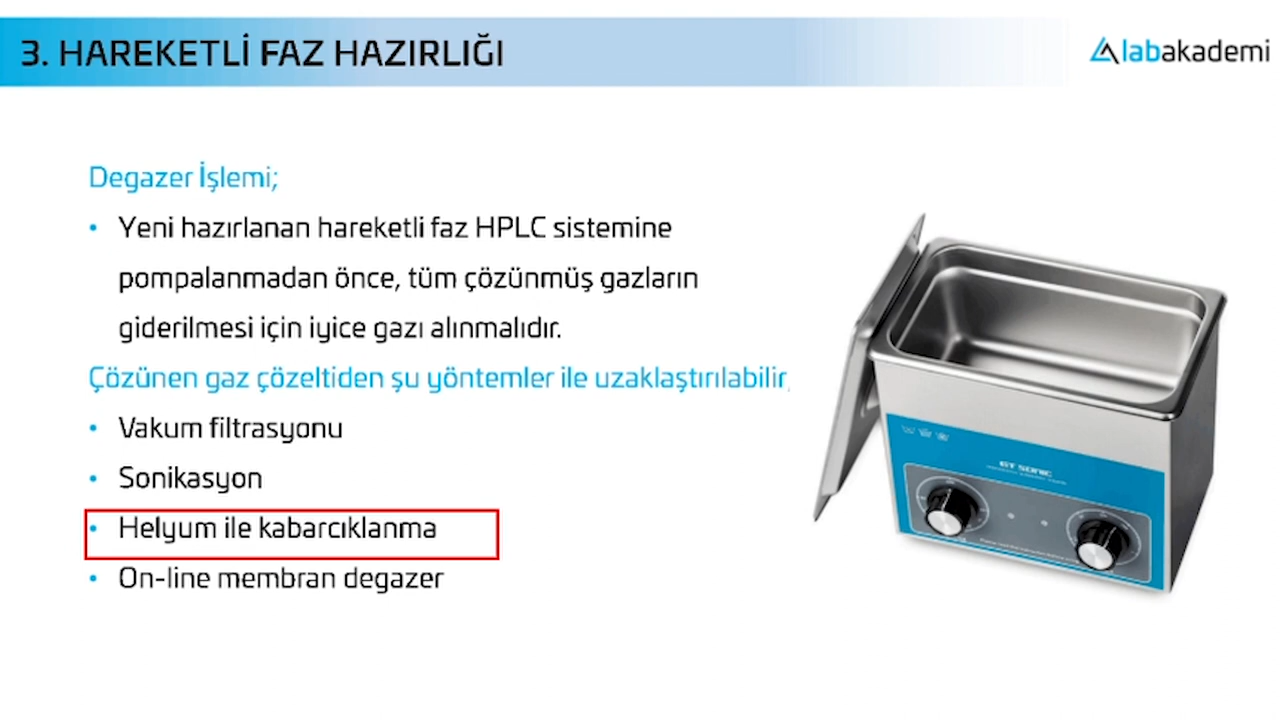 3. HAREKETLİ FAZ HAZIRLIĞI
labakademi
Degazer İşlemi;
• Yeni hazırlanan hareketli faz HPLC sistemine
pompalanmadan önce, tüm çözünmüş gazların
giderilmesi için iyice gazı alınmalıdır.
Çözünen gaz çözeltiden şu yöntemler ile uzaklaştırılabilir;
• Vakum filtrasyonu
• Sonikasyon
• Helyum ile kabarcıklanma
• On-line membran degazer
GT SONIC